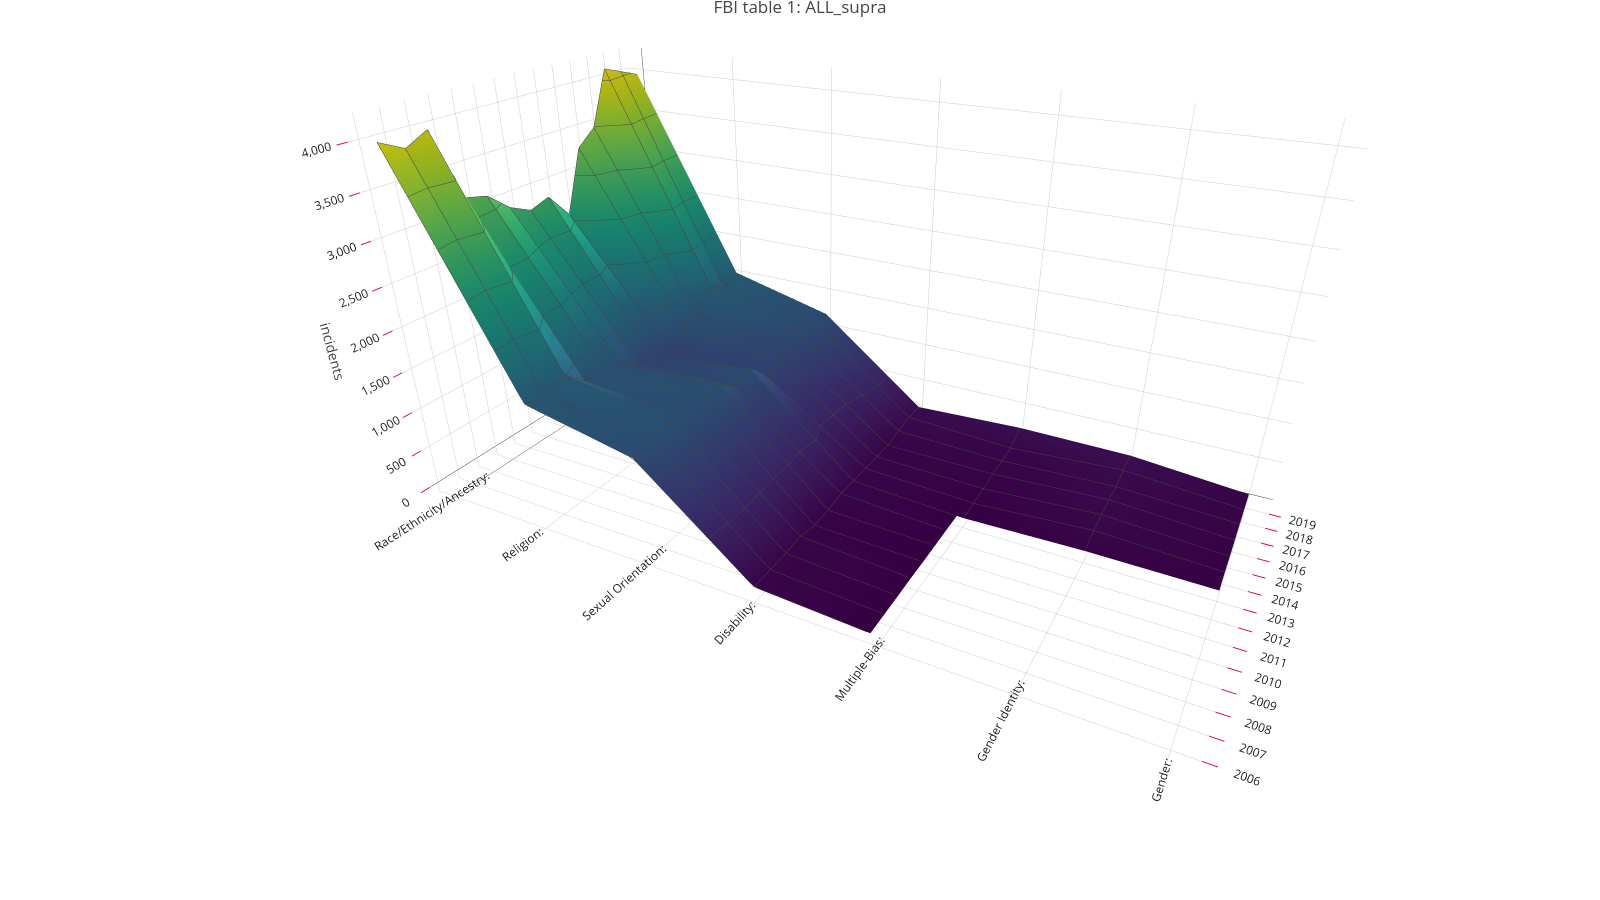 FBI table 1: ALL_supra
4,000
3,500
3,000
2,500
2,000
1,500
1,000
500
0
incidents
Race/Ethnicity/Ancestry:
Religion:
Sexual Orientation:
Disability:
Multiple-Bias:
Gender Identity:
Gender:
2019
2018
2017
2016
2015
2014
2013
2012
2011
2010
2009
2008
2007
2006